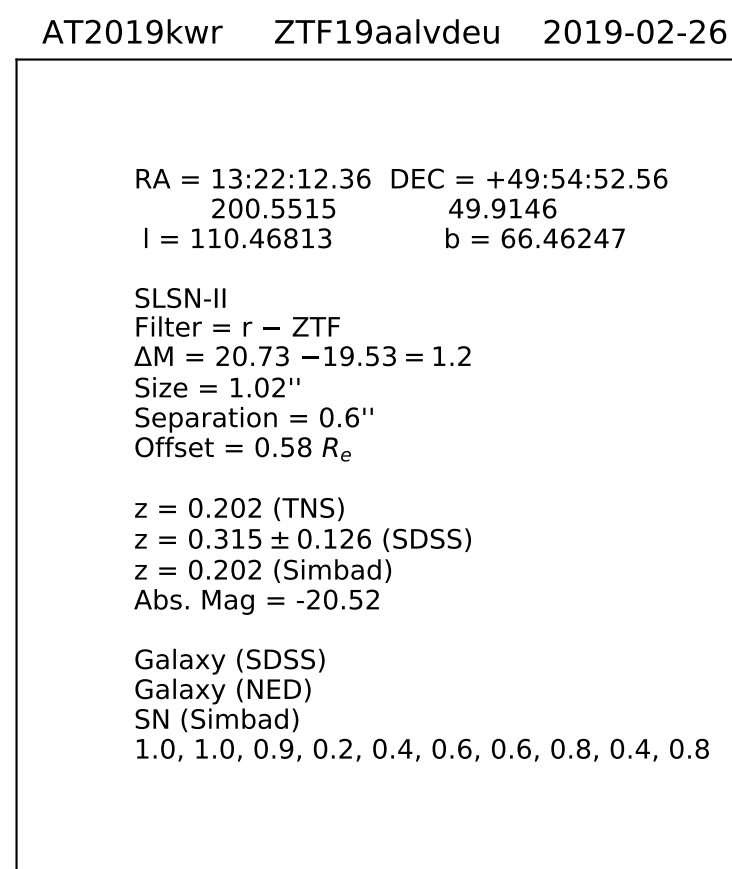 AT2019kwr ZTF19aalvdeu 2019-02-26
RA = 13:22:12.36 DEC = +49:54:52.56
200.5515 49.9146
l = 110.46813 b = 66.46247
SLSN-II
Filter = r − ZTF
ΔM = 20.73 −19.53 = 1.2
Size = 1.02''
Separation = 0.6''
Offset = 0.58 Re
z = 0.202 (TNS)
z = 0.315 ± 0.126 (SDSS)
z = 0.202 (Simbad)
Abs. Mag = -20.52
Galaxy (SDSS)
Galaxy (NED)
SN (Simbad)
1.0, 1.0, 0.9, 0.2, 0.4, 0.6, 0.6, 0.8, 0.4, 0.8